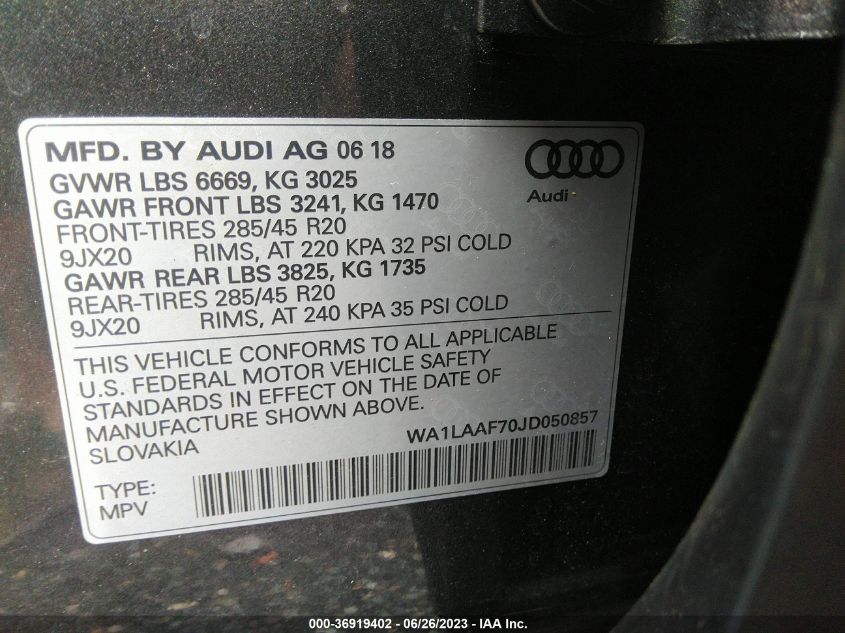 MFD. BY AUDI AG 06 18
GVWR LBS 6669, KG 3025
GAWR FRONT LBS 3241, KG 1470
FRONT-TIRES 285/45 R20
9JX20 RIMS, AT 220 KPA 32 PSI COLD
GAWR REAR LBS 3825, KG 1735
REAR-TIRES 285/45 R20
9JX20 RIMS, AT 240 KPA 35 PSI COLD
Audi
THIS VEHICLE CONFORMS TO ALL APPLICABLE
U.S. FEDERAL MOTOR VEHICLE SAFETY
STANDARDS IN EFFECT ON THE DATE OF
MANUFACTURE SHOWN ABOVE.
SLOVAKIA
WA1LAAF70JD050857
TYPE:
MPV
000-36919402 - 06/26/2023 - IAA Inc.